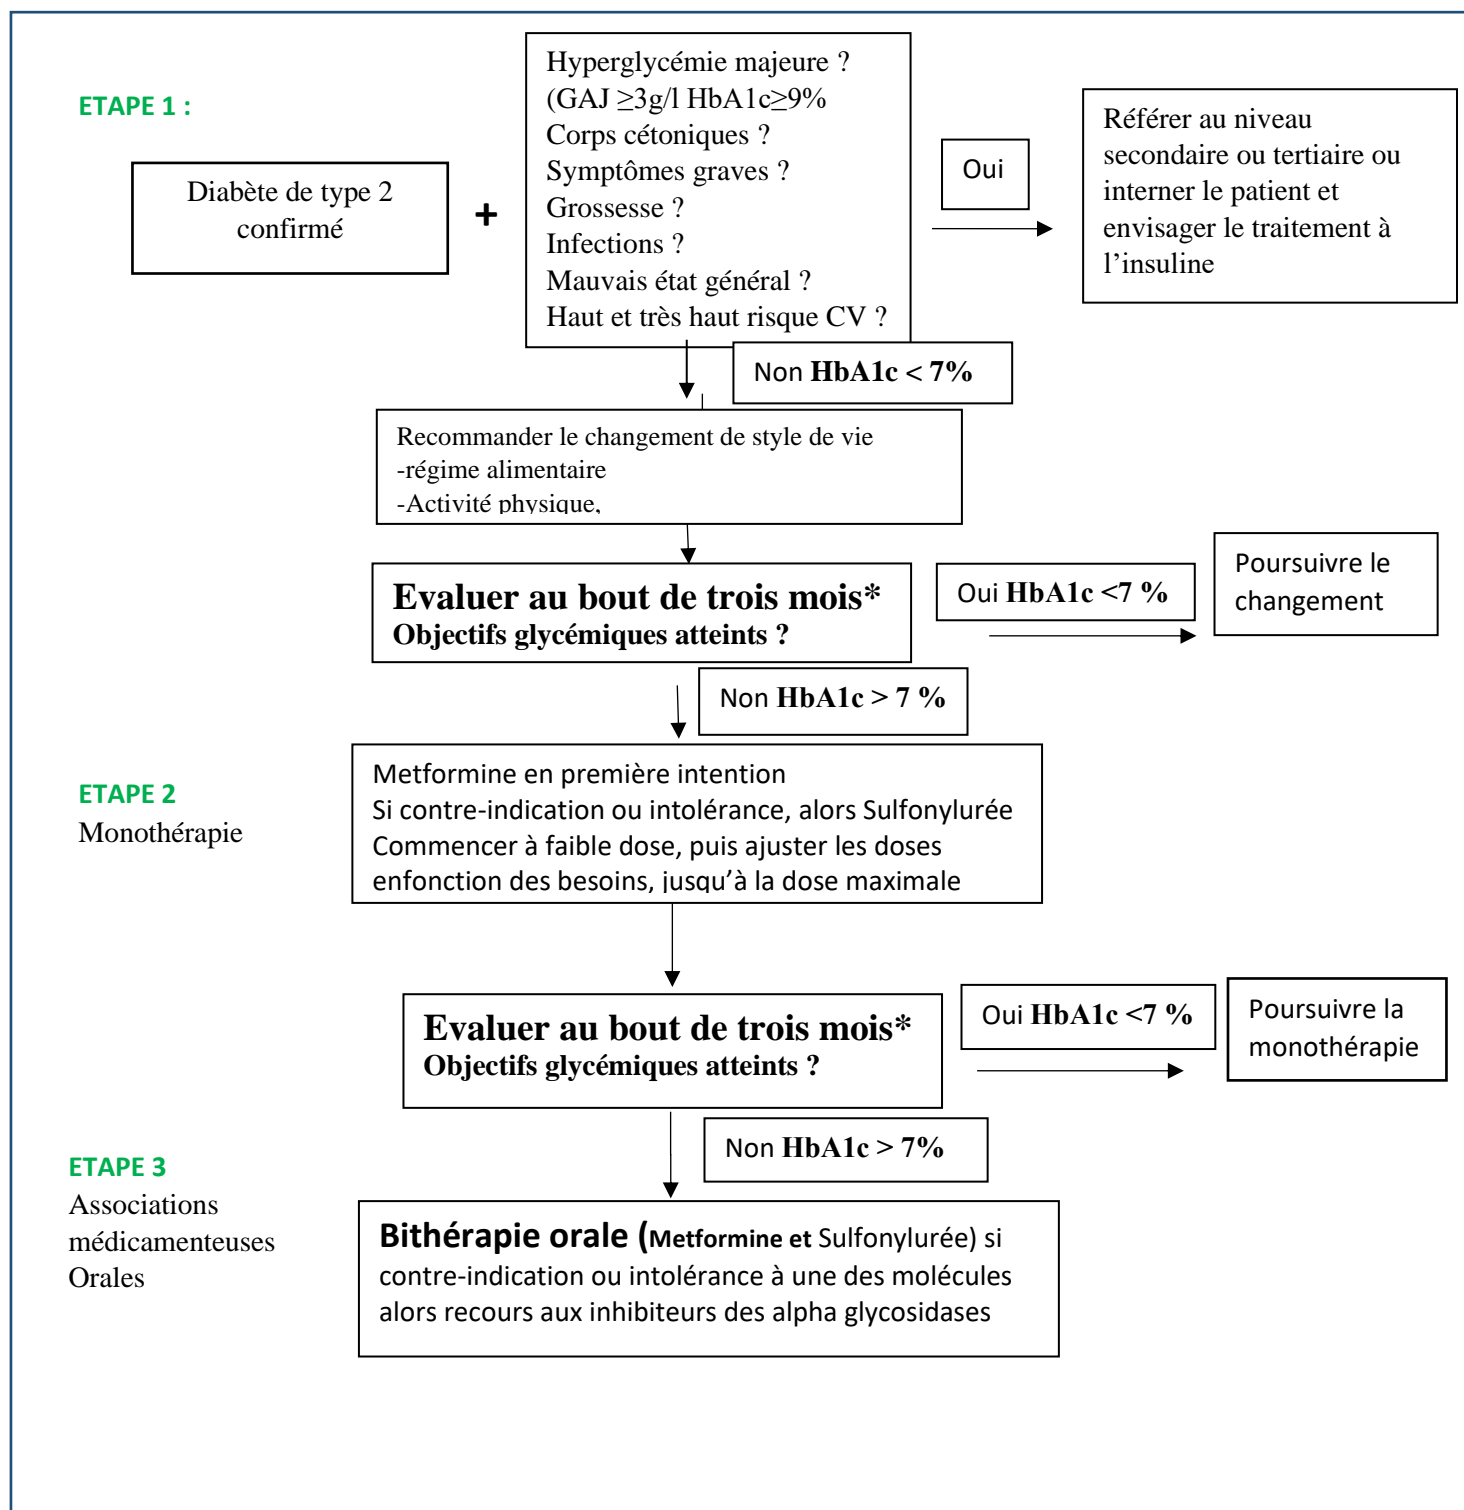 ETAPE 1 :
Diabète de type 2
confirmé
+
Hyperglycémie majeure ?
(GAJ ≥3g/l HbA1c≥9%
Corps cétoniques ?
Symptômes graves ?
Grossesse ?
Infections ?
Mauvais état général ?
Haut et très haut risque CV ?
Oui
Référer au niveau
secondaire ou tertiaire ou
interner le patient et
envisager le traitement à
l’insuline
Non HbA1c < 7%
Recommander le changement de style de vie
-régime alimentaire
-Activité physique,
Evaluer au bout de trois mois*
Objectifs glycémiques atteints ?
Oui HbA1c <7 %
Poursuivre le
changement
Non HbA1c > 7 %
ETAPE 2
Monothérapie
Metformine en première intention
Si contre-indication ou intolérance, alors Sulfonylurée
Commencer à faible dose, puis ajuster les doses
enfonction des besoins, jusqu’à la dose maximale
Evaluer au bout de trois mois*
Objectifs glycémiques atteints ?
Oui HbA1c <7 %
Poursuivre la
monothérapie
Non HbA1c > 7%
ETAPE 3
Associations
médicamenteuses
Orales
Bithérapie orale (Metformine et Sulfonylurée) si
contre-indication ou intolérance à une des molécules
alors recours aux inhibiteurs des alpha glycosidases